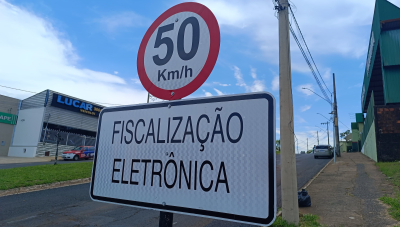 50
Km/h
FISCALIZAÇÃO
ELETRÔNICA
LUCAR